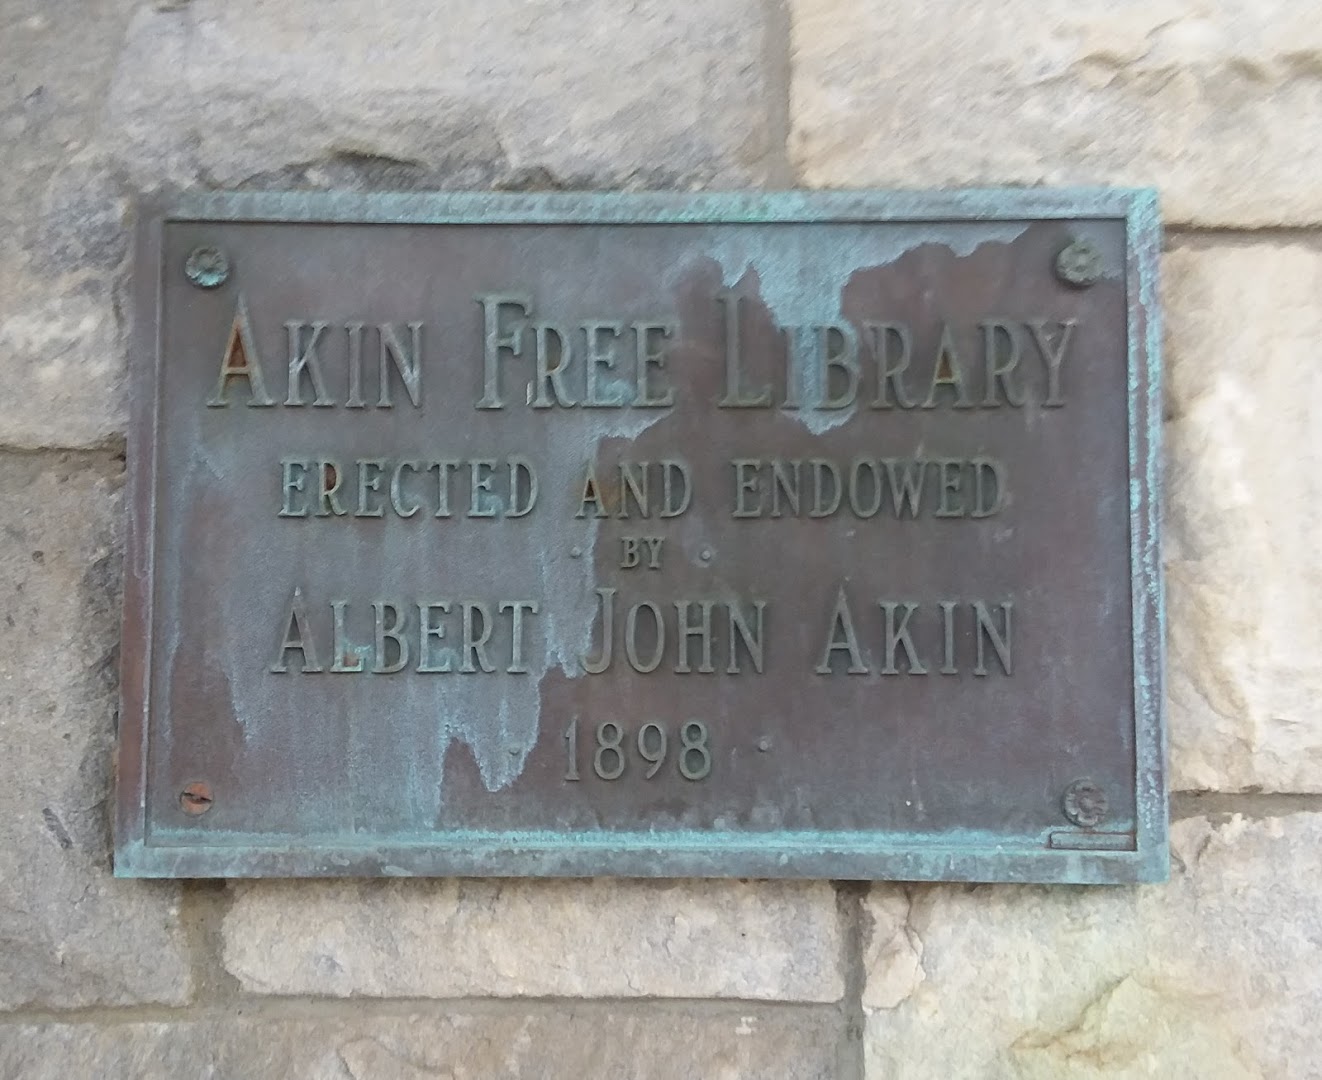 AKIN FREE LIBRARY
ERECTED AND ENDOWED
· BY ·
ALBERT JOHN AKIN
· 1898 ·